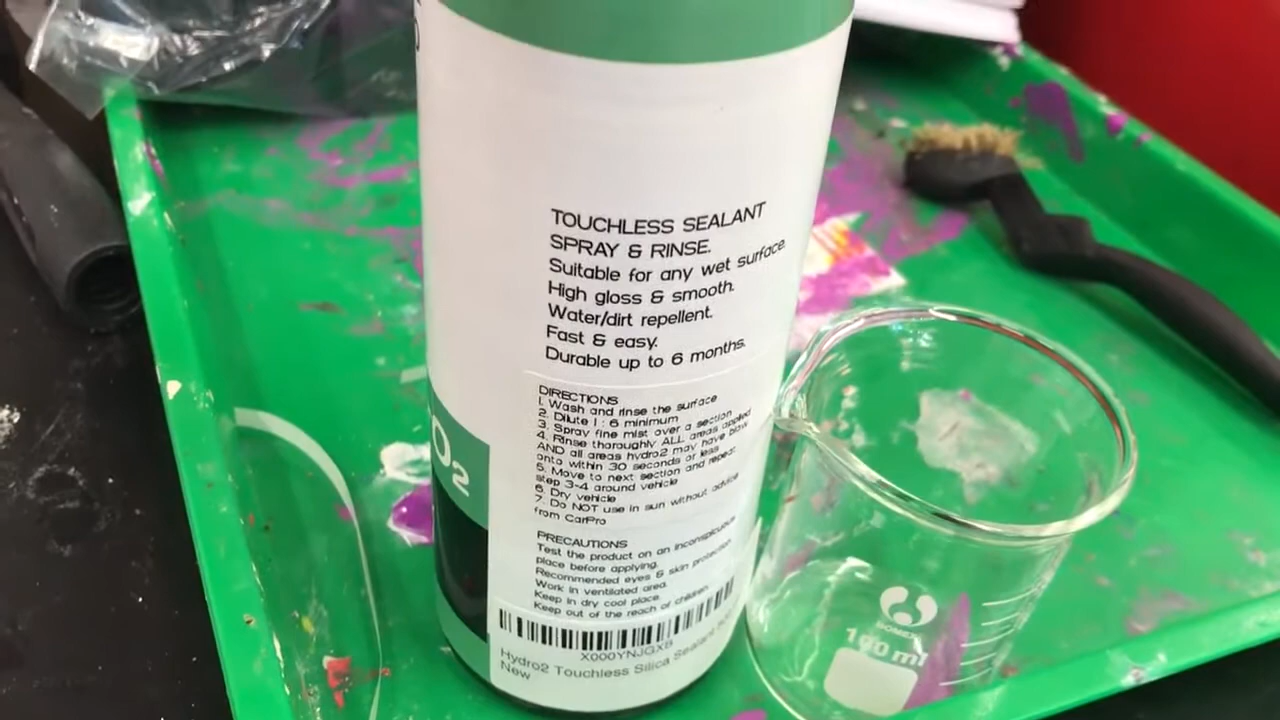 TOUCHLESS SEALANT
SPRAY & RINSE.
Suitable for any wet surface.
High gloss & smooth.
Water/dirt repellent.
Fast & easy.
Durable up to 6 months.
DIRECTIONS
1. Wash and rinse the surface
2. Dilute 1 : 6 minimum
3. Spray fine mist over a section
4. Rinse thoroughly ALL areas applied
AND all areas hydro2 may have blow
onto within 30 seconds or less
5. Move to next section and repeat
step 3-4 around vehicle
6. Dry vehicle
7. Do NOT use in sun without advice
from CarPro
PRECAUTIONS
Test the product on an inconspicuous
place before applying.
Recommended eyes & skin protection
Work in ventilated area.
Keep in dry cool place.
Keep out of the reach of children.
X000YNJGXB
Hydro2 Touchless Silica Sealant
New
O2
BOMEX
100 ml